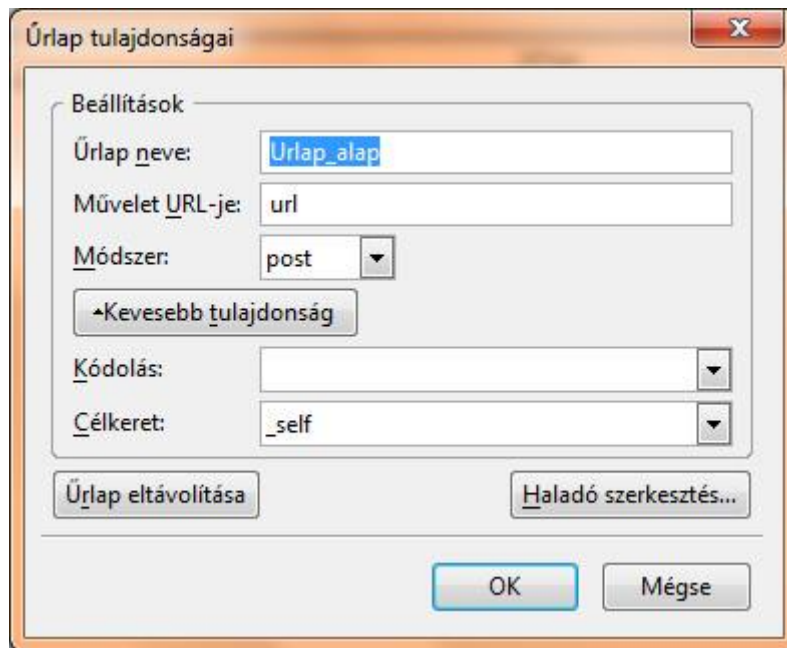 Űrlap tulajdonságai
Beállítások
Űrlap neve: Urlap_alap
Művelet URL-je: url
Módszer: post
Kevesebb tulajdonság
Kódolás:
Célkeret: _self
Űrlap eltávolítása Haladó szerkesztés...
OK Mégse